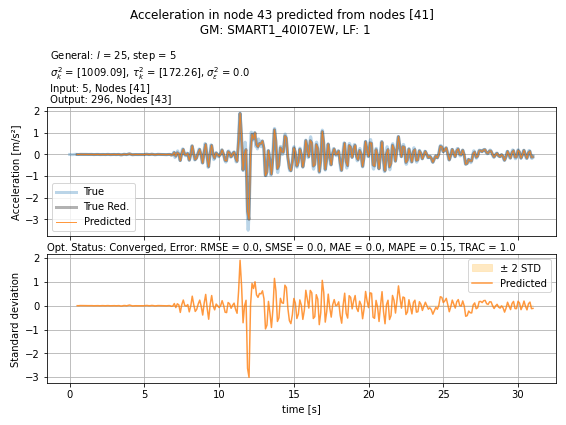 Acceleration in node 43 predicted from nodes [41]
GM: SMART1_40I07EW, LF: 1
General: l = 25, step = 5
σ²ₖ = [1009.09], τ²ₖ = [172.26], σ²ε = 0.0
Input: 5, Nodes [41]
Output: 296, Nodes [43]
Acceleration [m/s²]
2
1
0
−1
−2
−3
True
True Red.
Predicted
Opt. Status: Converged, Error: RMSE = 0.0, SMSE = 0.0, MAE = 0.0, MAPE = 0.15, TRAC = 1.0
Standard deviation
2
1
0
−1
−2
−3
± 2 STD
Predicted
0 5 10 15 20 25 30
time [s]